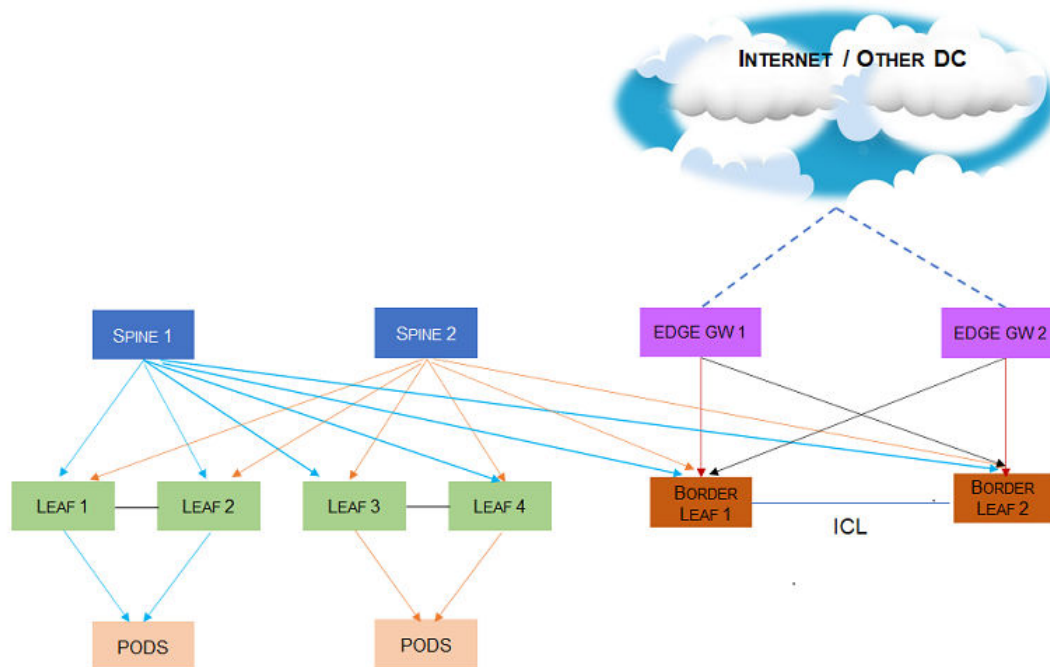 INTERNET / OTHER DC
SPINE 1
SPINE 2
EDGE GW 1
EDGE GW 2
LEAF 1
LEAF 2
LEAF 3
LEAF 4
BORDER
LEAF 1
BORDER
LEAF 2
ICL
PODS
PODS